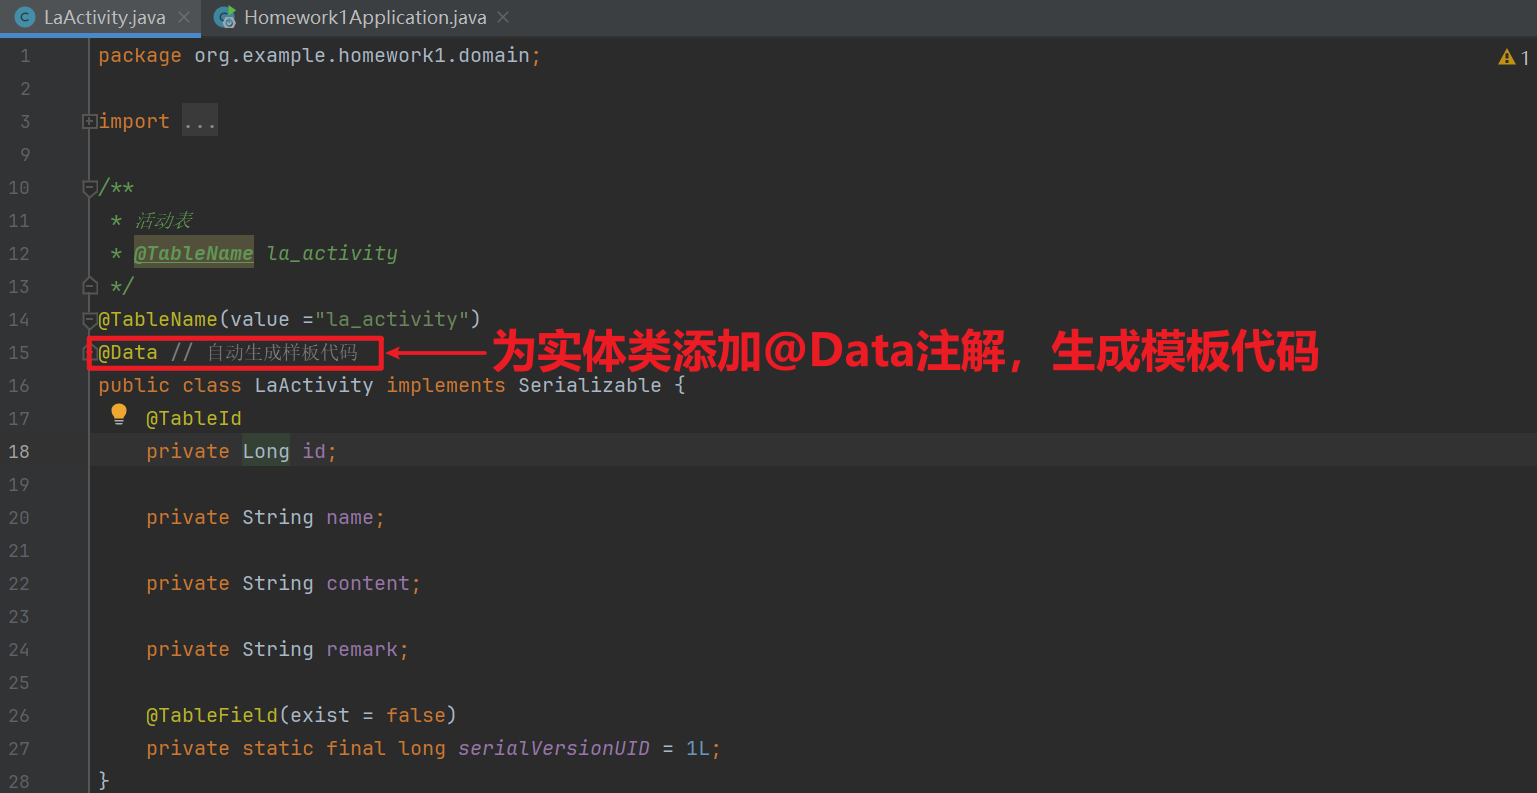 LaActivity.java
Homework1Application.java
1 package org.example.homework1.domain;
1
2
3 import ...
9
10 /**
11 * 活动表
12 * @TableName la_activity
13 */
14 @TableName(value ="la_activity")
15 @Data // 自动生成样板代码
为实体类添加@Data注解，生成模板代码
16 public class LaActivity implements Serializable {
17 @TableId
18 private Long id;
19
20 private String name;
21
22 private String content;
23
24 private String remark;
25
26 @TableField(exist = false)
27 private static final long serialVersionUID = 1L;
28 }